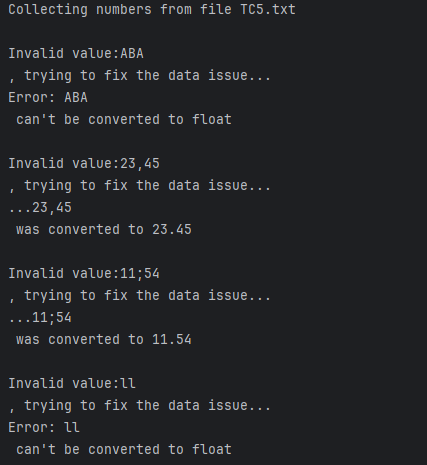 Collecting numbers from file TC5.txt

Invalid value:ABA
, trying to fix the data issue...
Error: ABA
 can't be converted to float

Invalid value:23,45
, trying to fix the data issue...
...23,45
 was converted to 23.45

Invalid value:11;54
, trying to fix the data issue...
...11;54
 was converted to 11.54

Invalid value:ll
, trying to fix the data issue...
Error: ll
 can't be converted to float